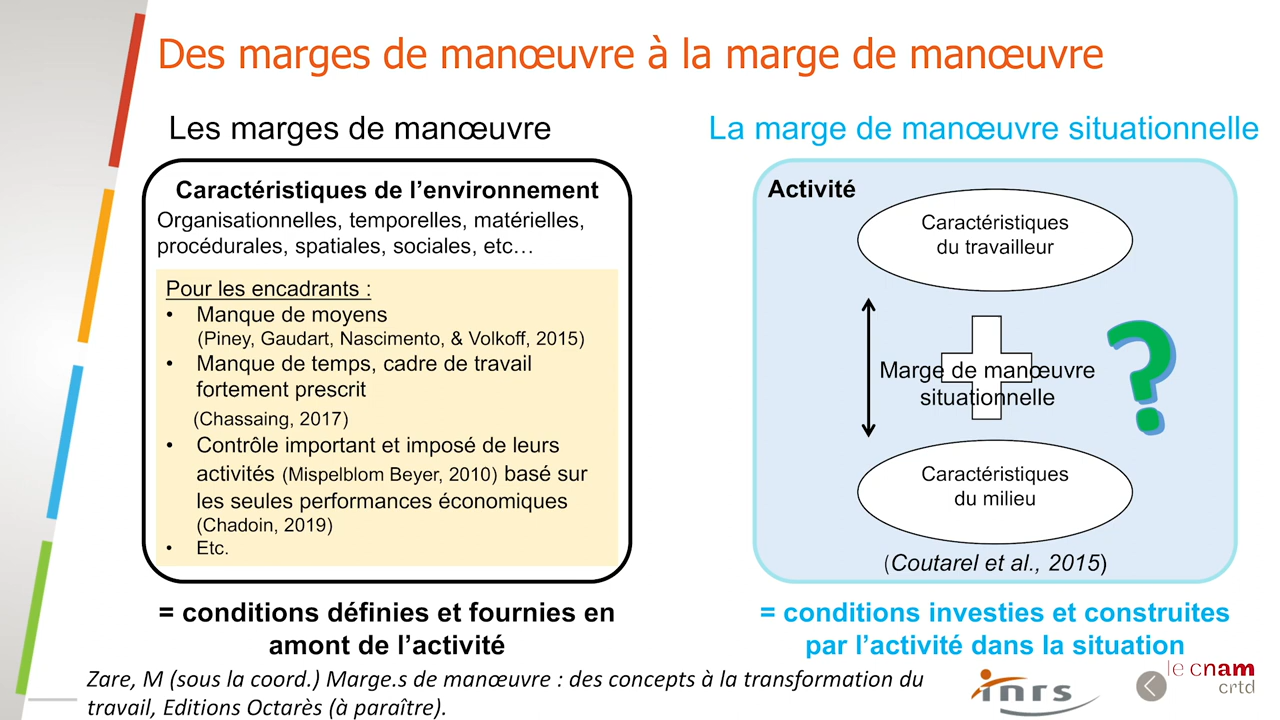 Des marges de manœuvre à la marge de manœuvre
Les marges de manœuvre
Caractéristiques de l’environnement
Organisationnelles, temporelles, matérielles,
procédurales, spatiales, sociales, etc…
Pour les encadrants :
• Manque de moyens
(Piney, Gaudart, Nascimento, & Volkoff, 2015)
• Manque de temps, cadre de travail
fortement prescrit
(Chassaing, 2017)
• Contrôle important et imposé de leurs
activités (Mispelblom Beyer, 2010) basé sur
les seules performances économiques
(Chadoin, 2019)
• Etc.
= conditions définies et fournies en
amont de l’activité
La marge de manœuvre situationnelle
Activité
Caractéristiques
du travailleur
Marge de manœuvre
situationnelle
?
Caractéristiques
du milieu
(Coutarel et al., 2015)
= conditions investies et construites
par l’activité dans la situation
Zare, M (sous la coord.) Marge.s de manœuvre : des concepts à la transformation du
travail, Editions Octarès (à paraître).
inrs
le cnam
crtd